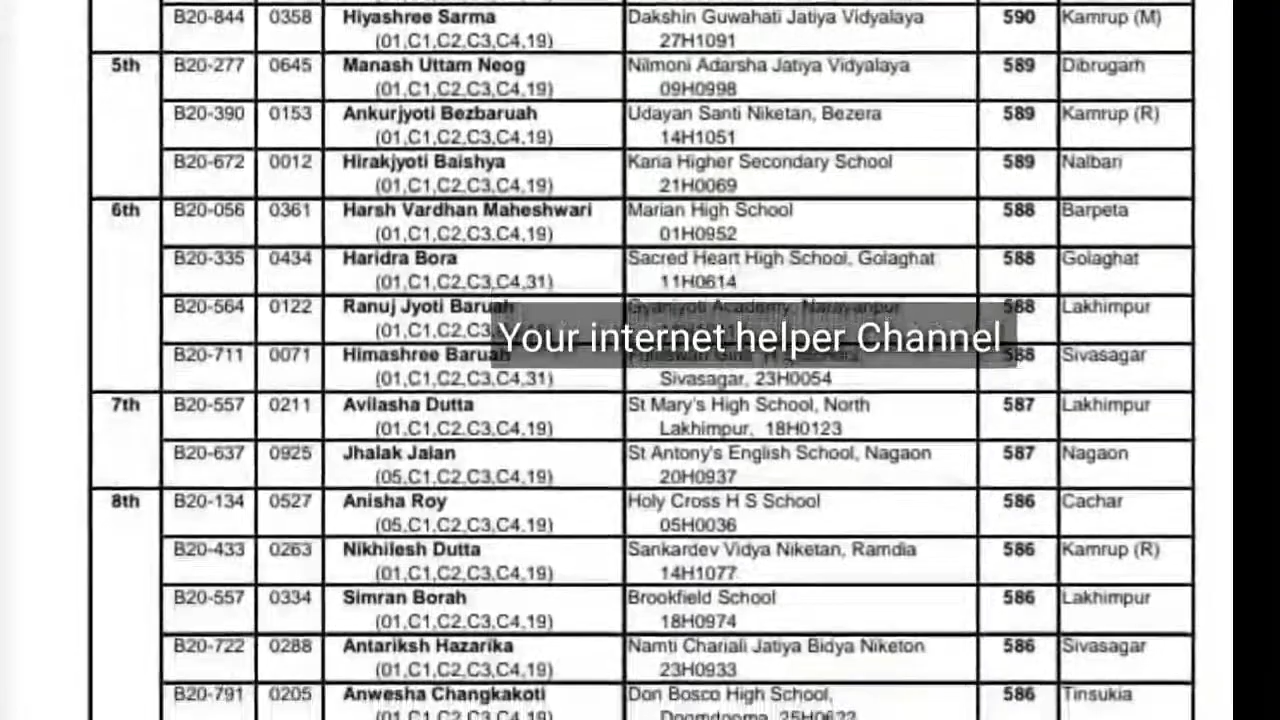 B20-844 0358 Hiyashree Sarma Dakshin Guwahati Jatiya Vidyalaya 590 Kamrup (M)
(01,C1,C2,C3,C4,19) 27H1091
5th B20-277 0645 Manash Uttam Neog Nilmoni Adarsha Jatiya Vidyalaya 589 Dibrugarh
(01,C1,C2,C3,C4,19) 09H0998
B20-390 0153 Ankurjyoti Bezbaruah Udayan Santi Niketan, Bezera 589 Kamrup (R)
(01,C1,C2,C3,C4,19) 14H1051
B20-672 0012 Hirakjyoti Baishya Karia Higher Secondary School 589 Nalbari
(01,C1,C2,C3,C4,19) 21H0069
6th B20-056 0361 Harsh Vardhan Maheshwari Marian High School 588 Barpeta
(01,C1,C2,C3,C4,19) 01H0952
B20-335 0434 Haridra Bora Sacred Heart High School, Golaghat 588 Golaghat
(01,C1,C2,C3,C4,31) 11H0614
B20-564 0122 Ranuj Jyoti Baruah Gyanjyoti Academy, Narayanpur 588 Lakhimpur
Your internet helper Channel
B20-711 0071 Himashree Baruah 588 Sivasagar
(01,C1,C2,C3,C4,31) Sivasagar, 23H0054
7th B20-557 0211 Avilasha Dutta St Mary's High School, North 587 Lakhimpur
(01,C1,C2,C3,C4,19) Lakhimpur, 18H0123
B20-637 0925 Jhalak Jalan St Antony's English School, Nagaon 587 Nagaon
(05,C1,C2,C3,C4,19) 20H0937
8th B20-134 0527 Anisha Roy Holy Cross H S School 586 Cachar
(05,C1,C2,C3,C4,19) 05H0036
B20-433 0263 Nikhilesh Dutta Sankardev Vidya Niketan, Ramdia 586 Kamrup (R)
(01,C1,C2,C3,C4,19) 14H1077
B20-557 0334 Simran Borah Brookfield School 586 Lakhimpur
(01,C1,C2,C3,C4,19) 18H0974
B20-722 0288 Antariksh Hazarika Namti Chariali Jatiya Bidya Niketon 586 Sivasagar
(01,C1,C2,C3,C4,19) 23H0933
B20-791 0205 Anwesha Changkakoti Don Bosco High School, 586 Tinsukia
(01,C1,C2,C3,C4,19) Doomdooma, 25H0622